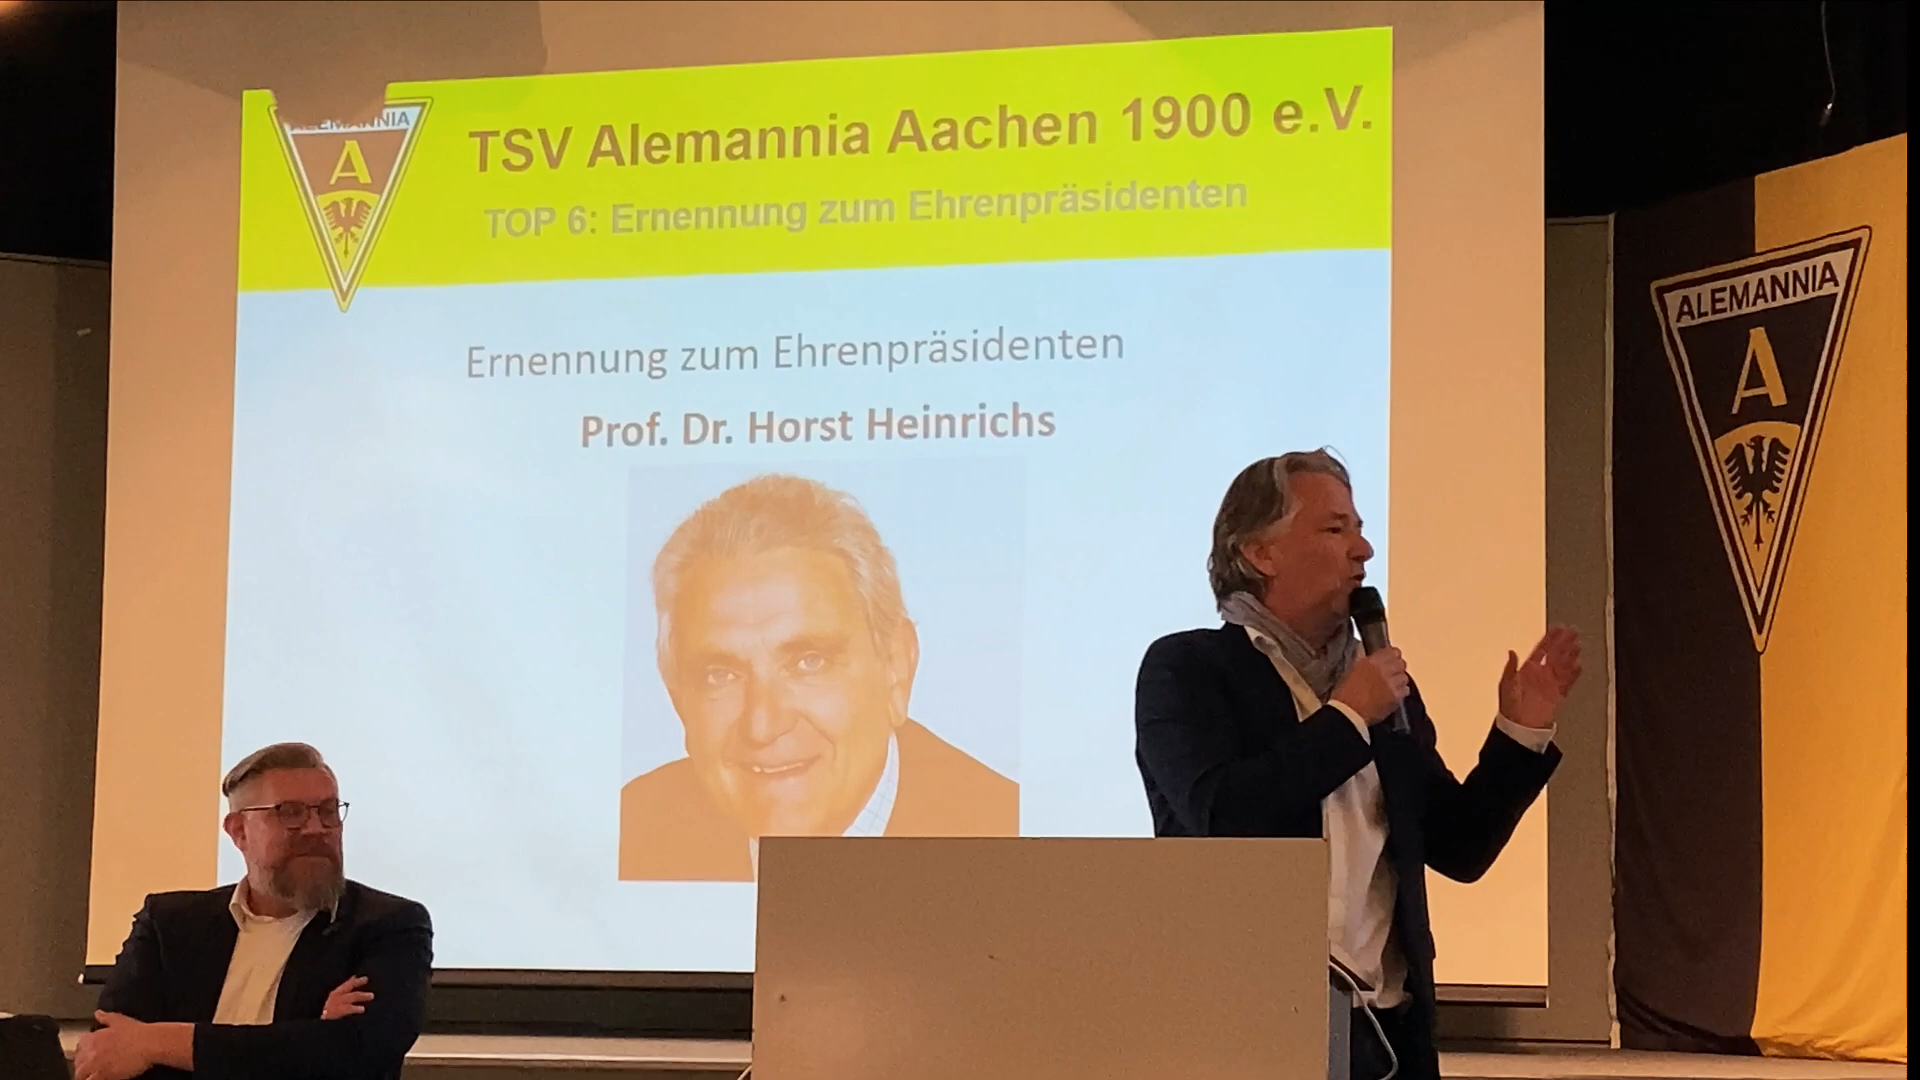 ALEMANNIA
A
TSV Alemannia Aachen 1900 e.V.
TOP 6: Ernennung zum Ehrenpräsidenten
Ernennung zum Ehrenpräsidenten
Prof. Dr. Horst Heinrichs
ALEMANNIA
A